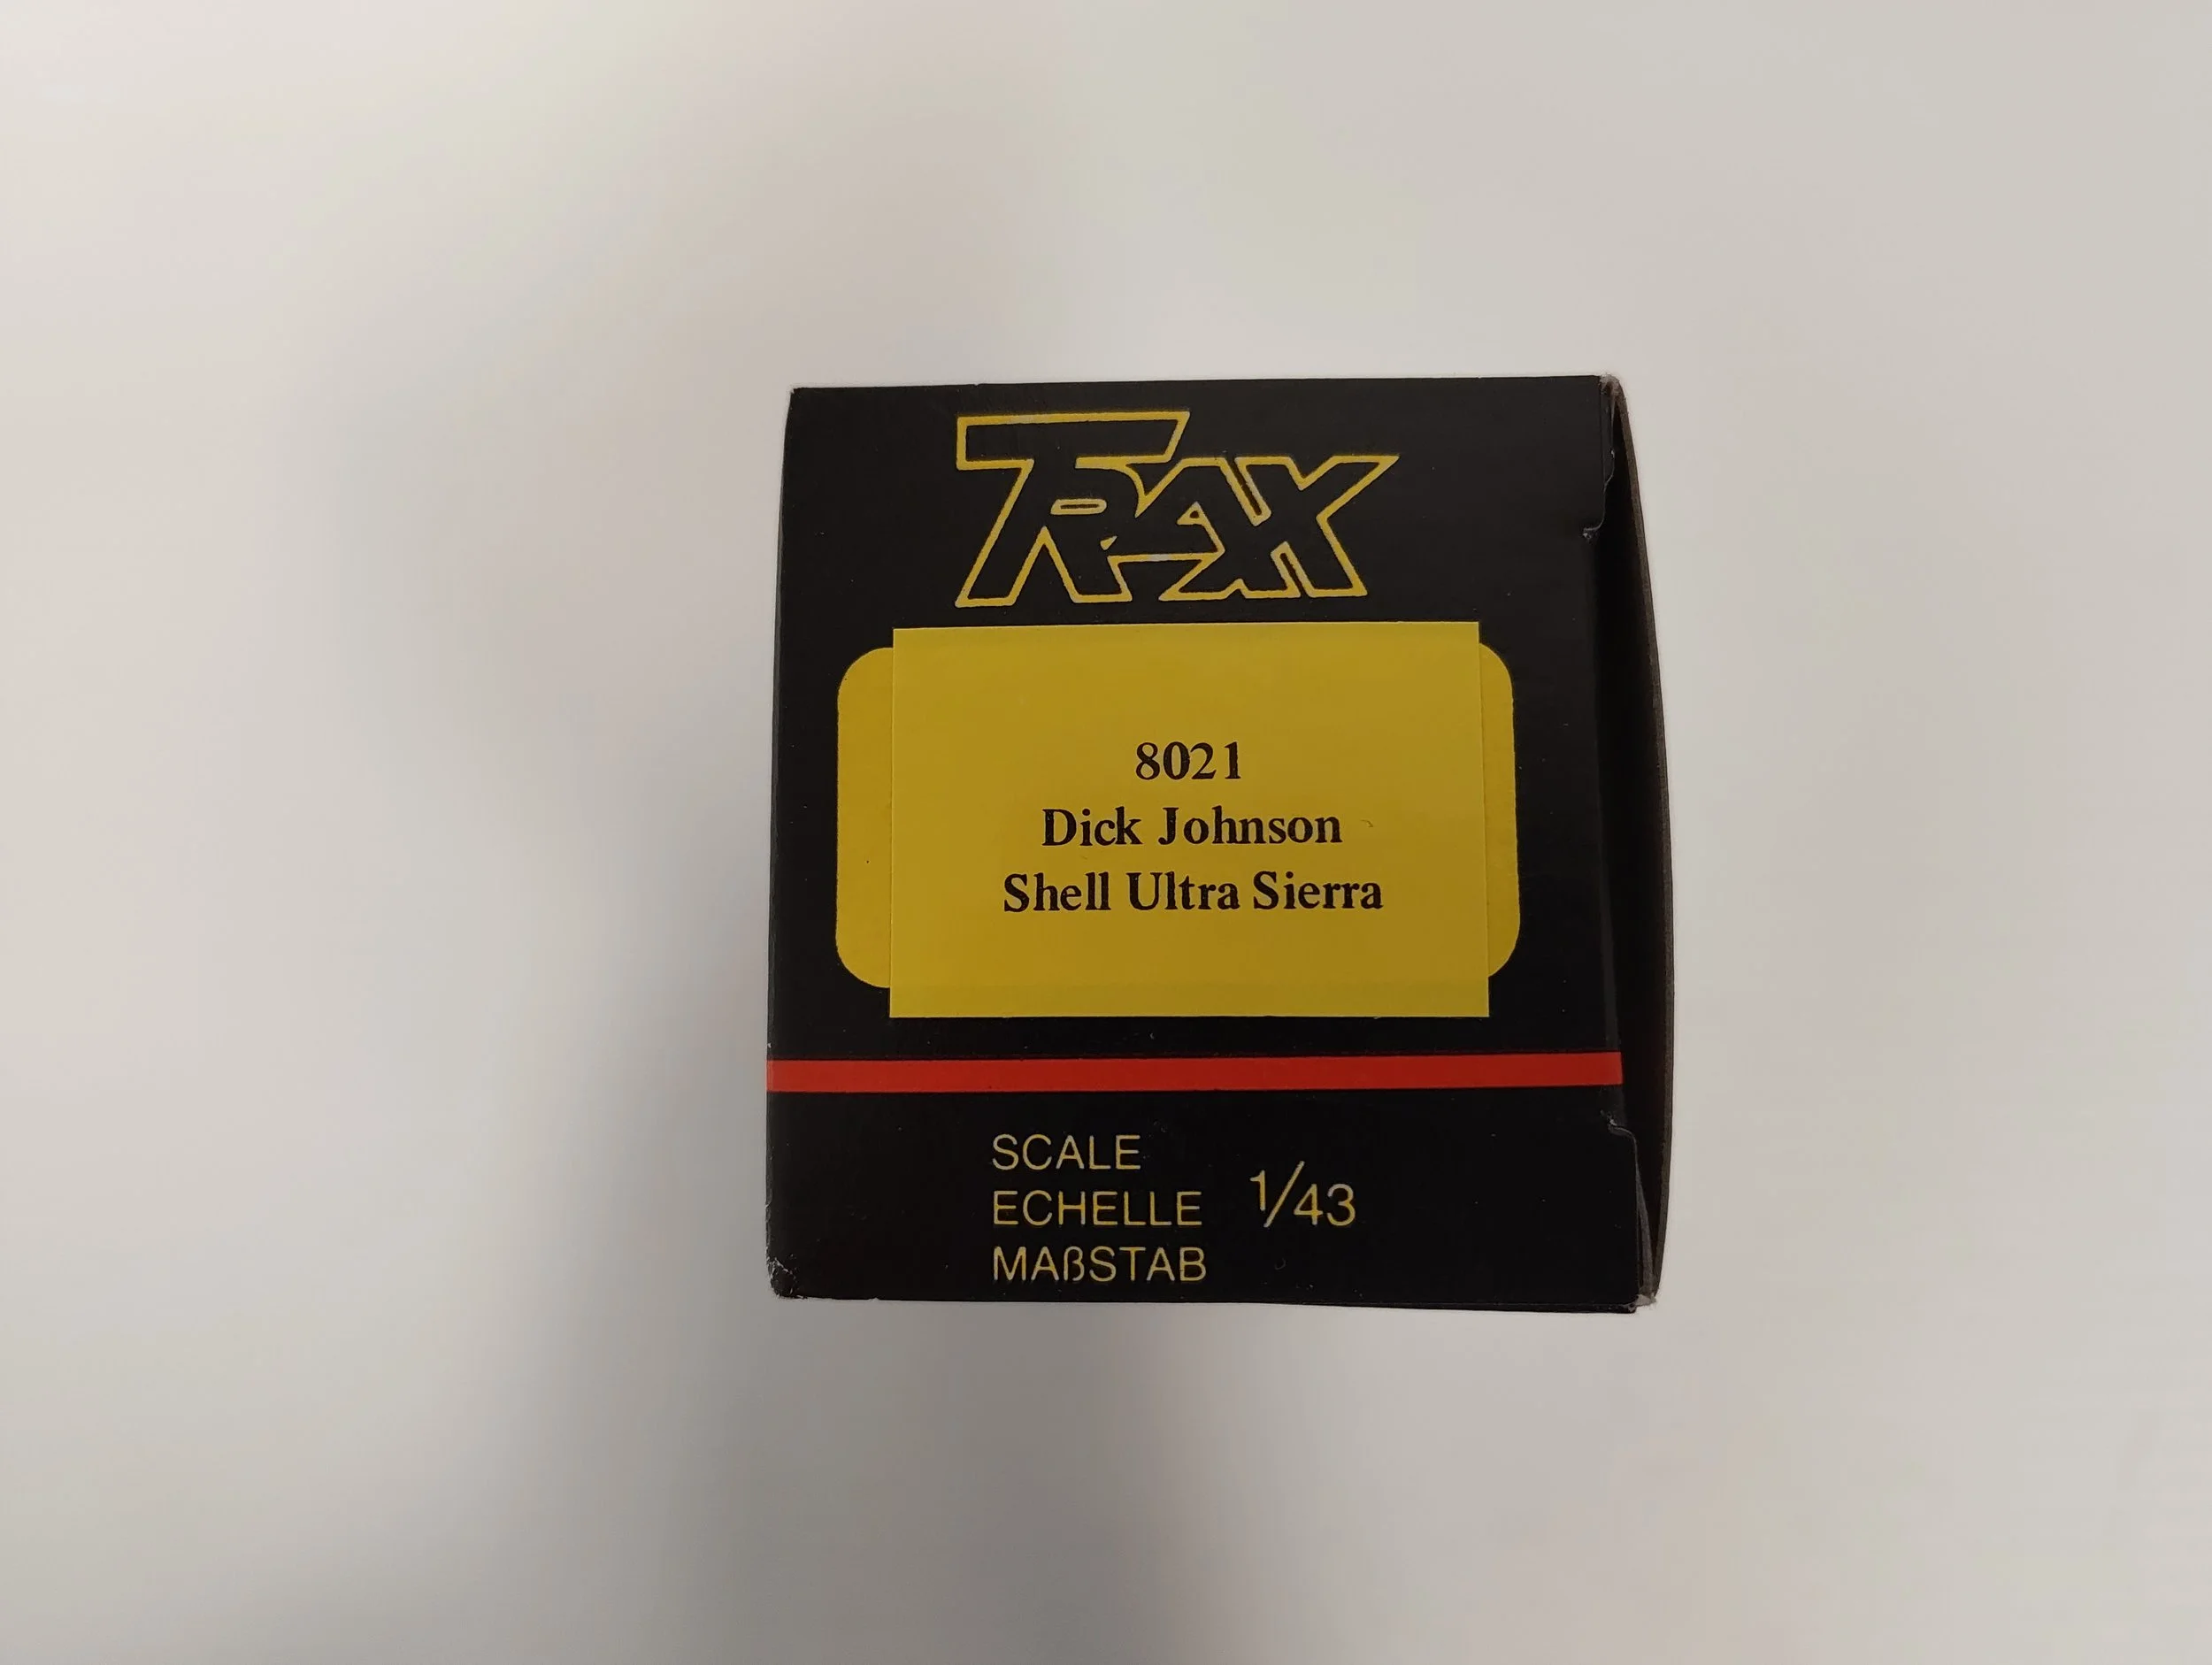 TRAX
8021
Dick Johnson
Shell Ultra Sierra
SCALE
ECHELLE 1/43
MAßSTAB